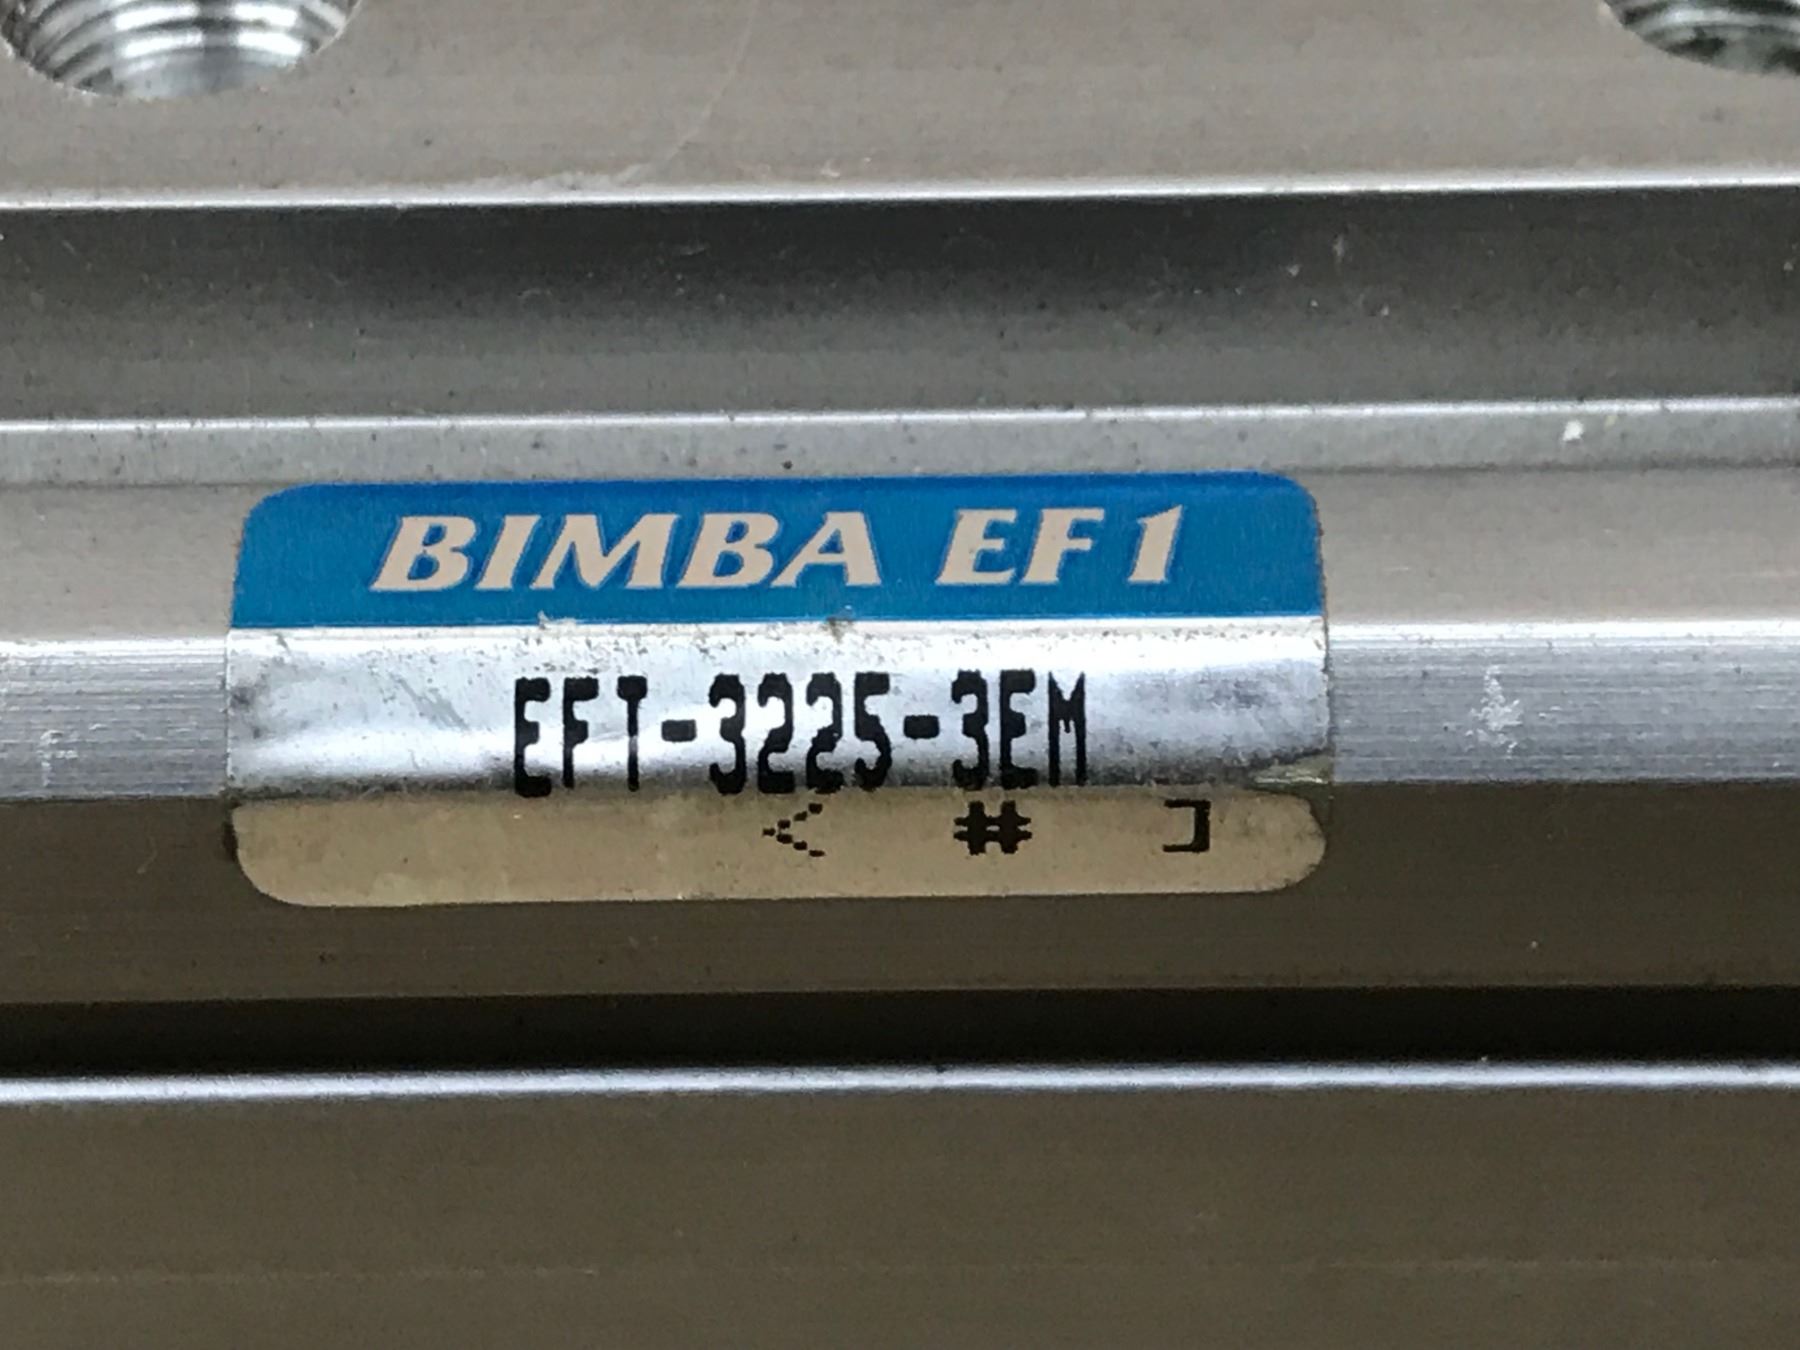 BIMBA EF1
EFT-3225-3EM
< # ]